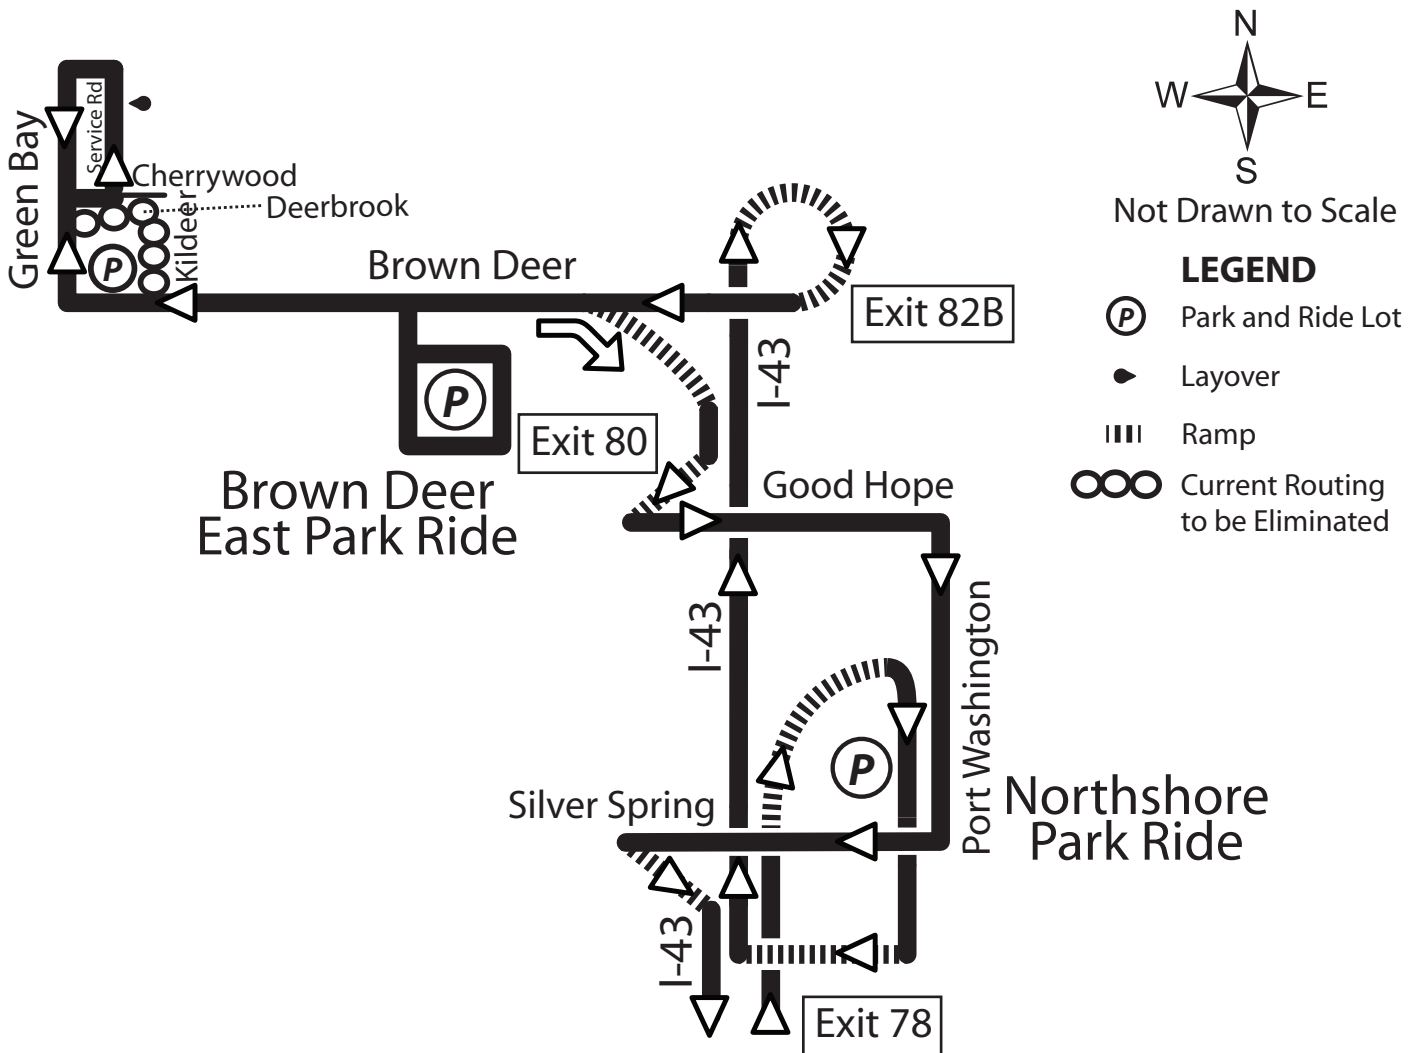 N
W E
S
Not Drawn to Scale
LEGEND
P Park and Ride Lot
Layover
Ramp
Current Routing
to be Eliminated
Green Bay
Service Rd
Cherrywood
Deerbrook
Kildeer
P
Brown Deer
Exit 82B
I-43
P
Exit 80
Brown Deer
East Park Ride
Good Hope
I-43
Port Washington
P
Silver Spring
Northshore
Park Ride
I-43
Exit 78